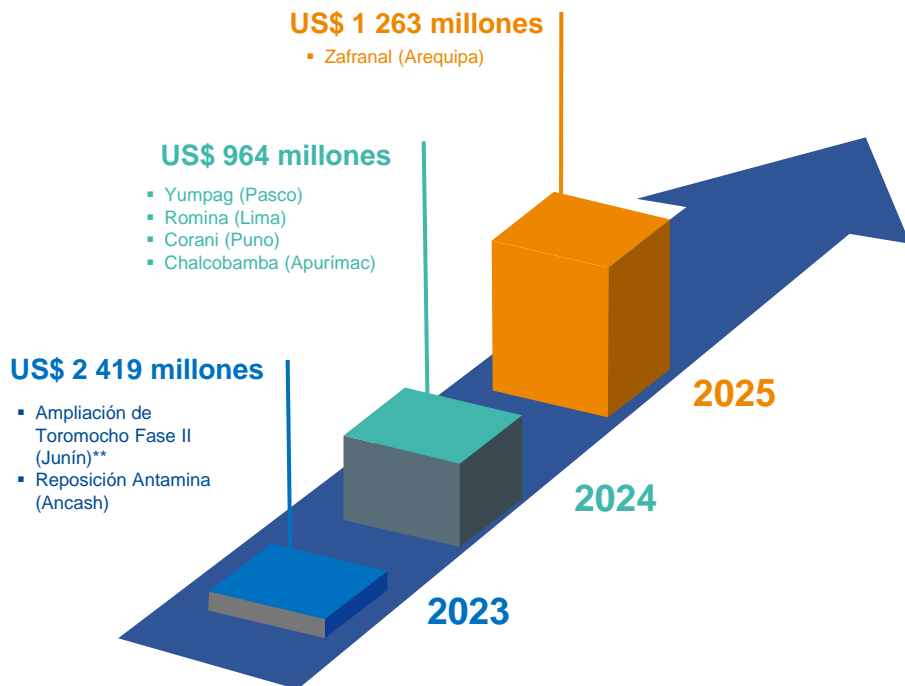 US$ 1 263 millones
▪ Zafranal (Arequipa)
US$ 964 millones
▪ Yumpag (Pasco)
▪ Romina (Lima)
▪ Corani (Puno)
▪ Chalcobamba (Apurímac)
US$ 2 419 millones
▪ Ampliación de
Toromocho Fase II
(Junín)**
▪ Reposición Antamina
(Ancash)
2025
2024
2023